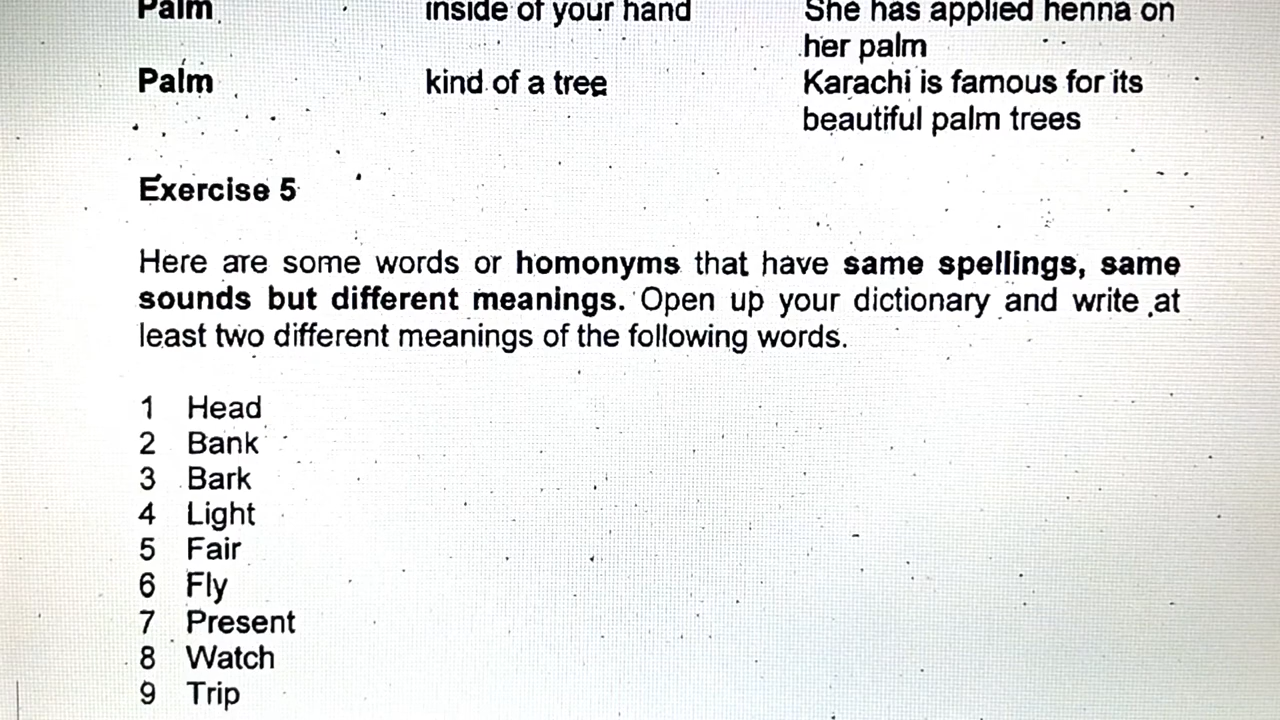 Palm inside of your hand She has applied henna on
her palm
Palm kind of a tree Karachi is famous for its
beautiful palm trees
Exercise 5
Here are some words or homonyms that have same spellings, same
sounds but different meanings. Open up your dictionary and write at
least two different meanings of the following words.
1 Head
2 Bank
3 Bark
4 Light
5 Fair
6 Fly
7 Present
8 Watch
9 Trip